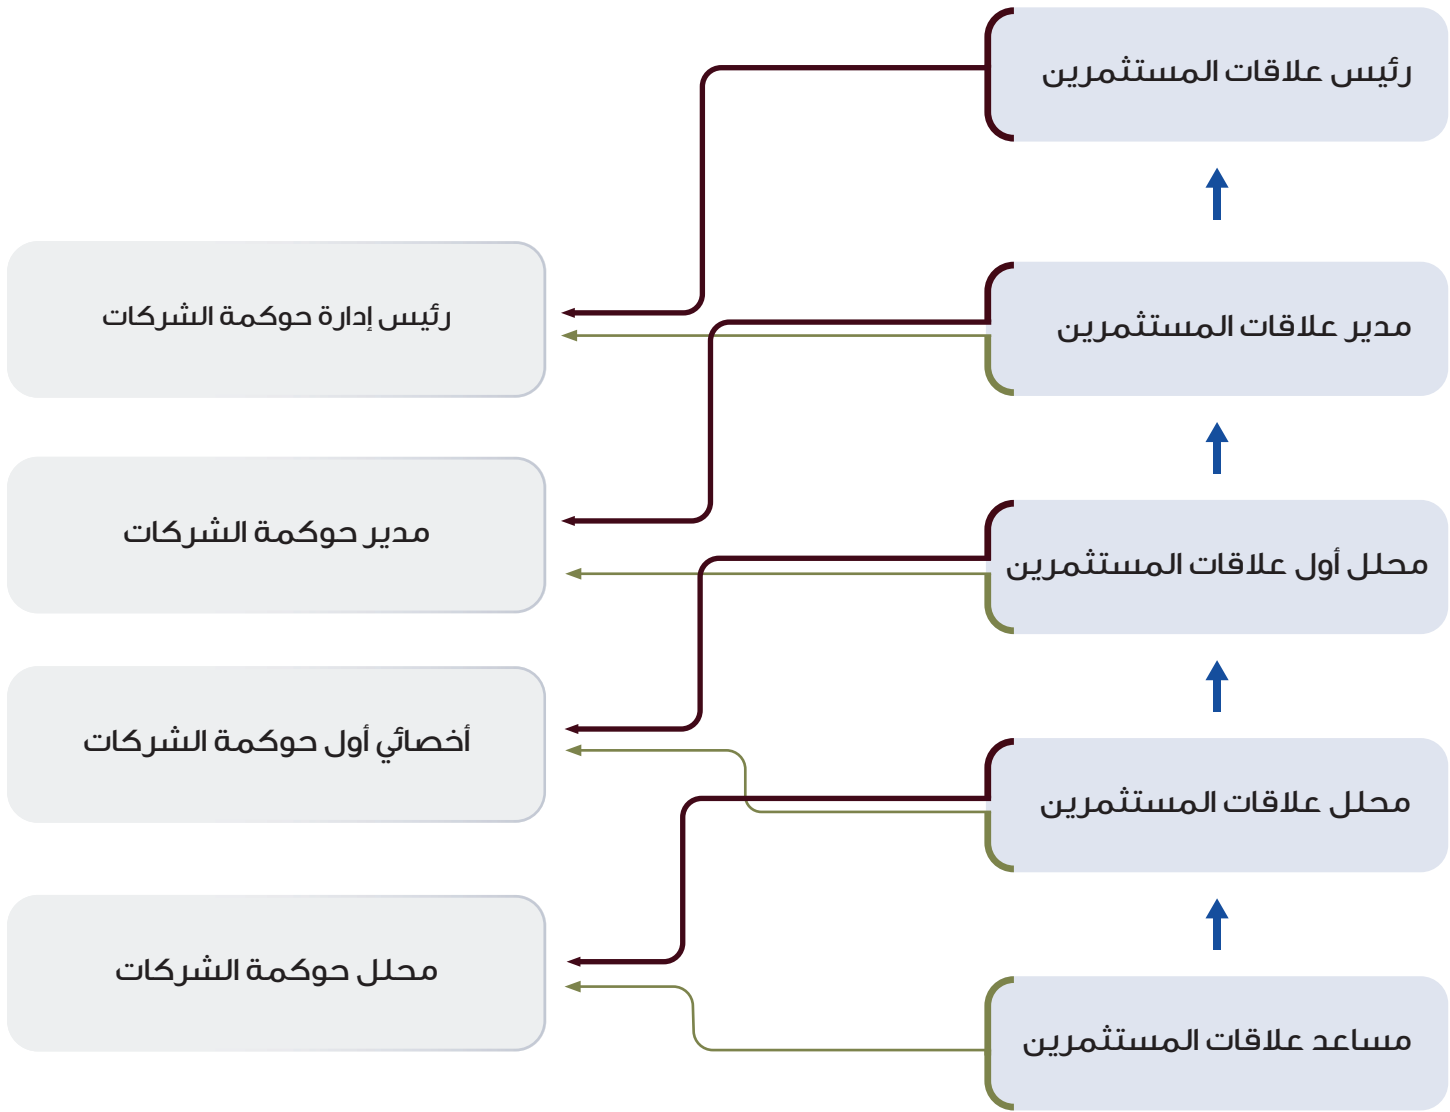 رئيس علاقات المستثمرين
مدير علاقات المستثمرين
محلل أول علاقات المستثمرين
محلل علاقات المستثمرين
مساعد علاقات المستثمرين
رئيس إدارة حوكمة الشركات
مدير حوكمة الشركات
أخصائي أول حوكمة الشركات
محلل حوكمة الشركات